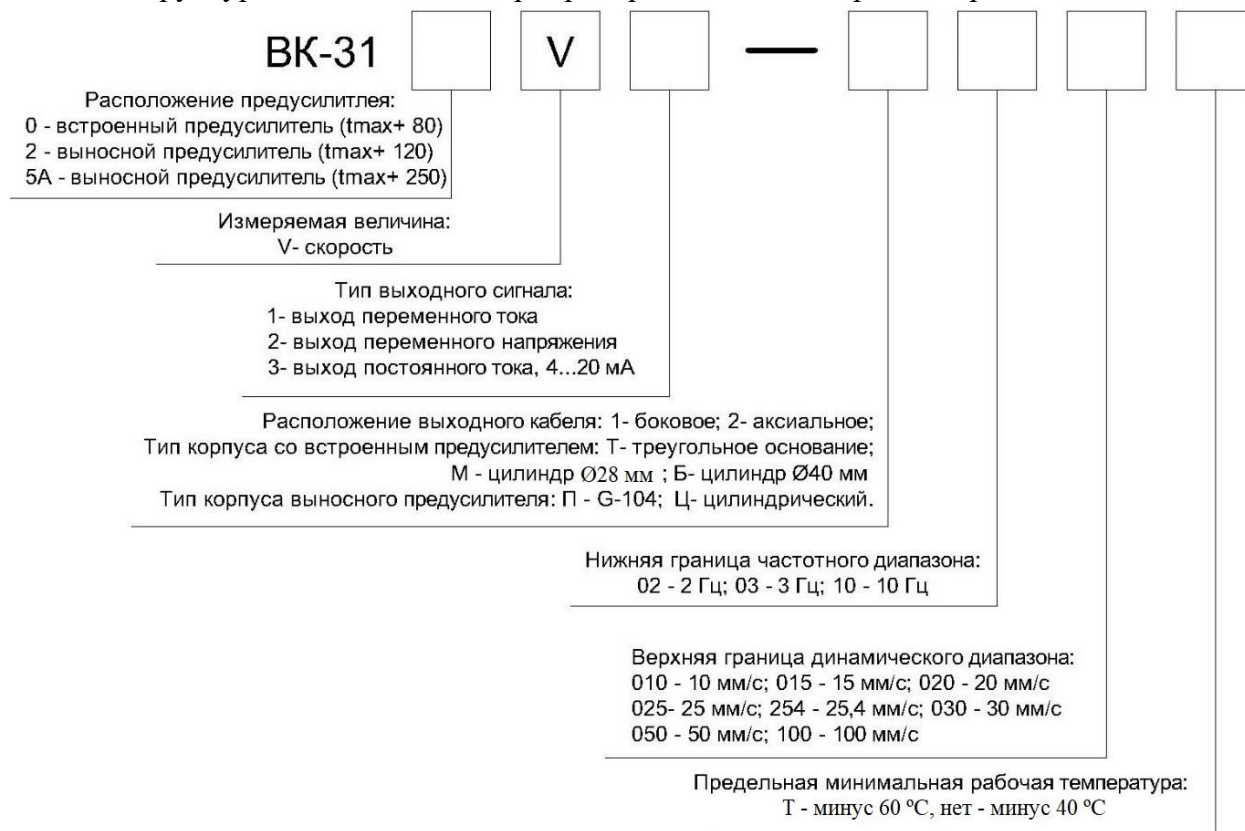 ВК-31 V —
Расположение предусилитлея:
0 - встроенный предусилитель (tmax+ 80)
2 - выносной предусилитель (tmax+ 120)
5А - выносной предусилитель (tmax+ 250)
Измеряемая величина:
V- скорость
Тип выходного сигнала:
1- выход переменного тока
2- выход переменного напряжения
3- выход постоянного тока, 4...20 мА
Расположение выходного кабеля: 1- боковое; 2- аксиальное;
Тип корпуса со встроенным предусилителем: Т- треугольное основание;
М - цилиндр Ø28 мм ; Б- цилиндр Ø40 мм
Тип корпуса выносного предусилителя: П - G-104; Ц- цилиндрический.
Нижняя граница частотного диапазона:
02 - 2 Гц; 03 - 3 Гц; 10 - 10 Гц
Верхняя граница динамического диапазона:
010 - 10 мм/с; 015 - 15 мм/с; 020 - 20 мм/с
025- 25 мм/с; 254 - 25,4 мм/с; 030 - 30 мм/с
050 - 50 мм/с; 100 - 100 мм/с
Предельная минимальная рабочая температура:
Т - минус 60 ºС, нет - минус 40 ºС